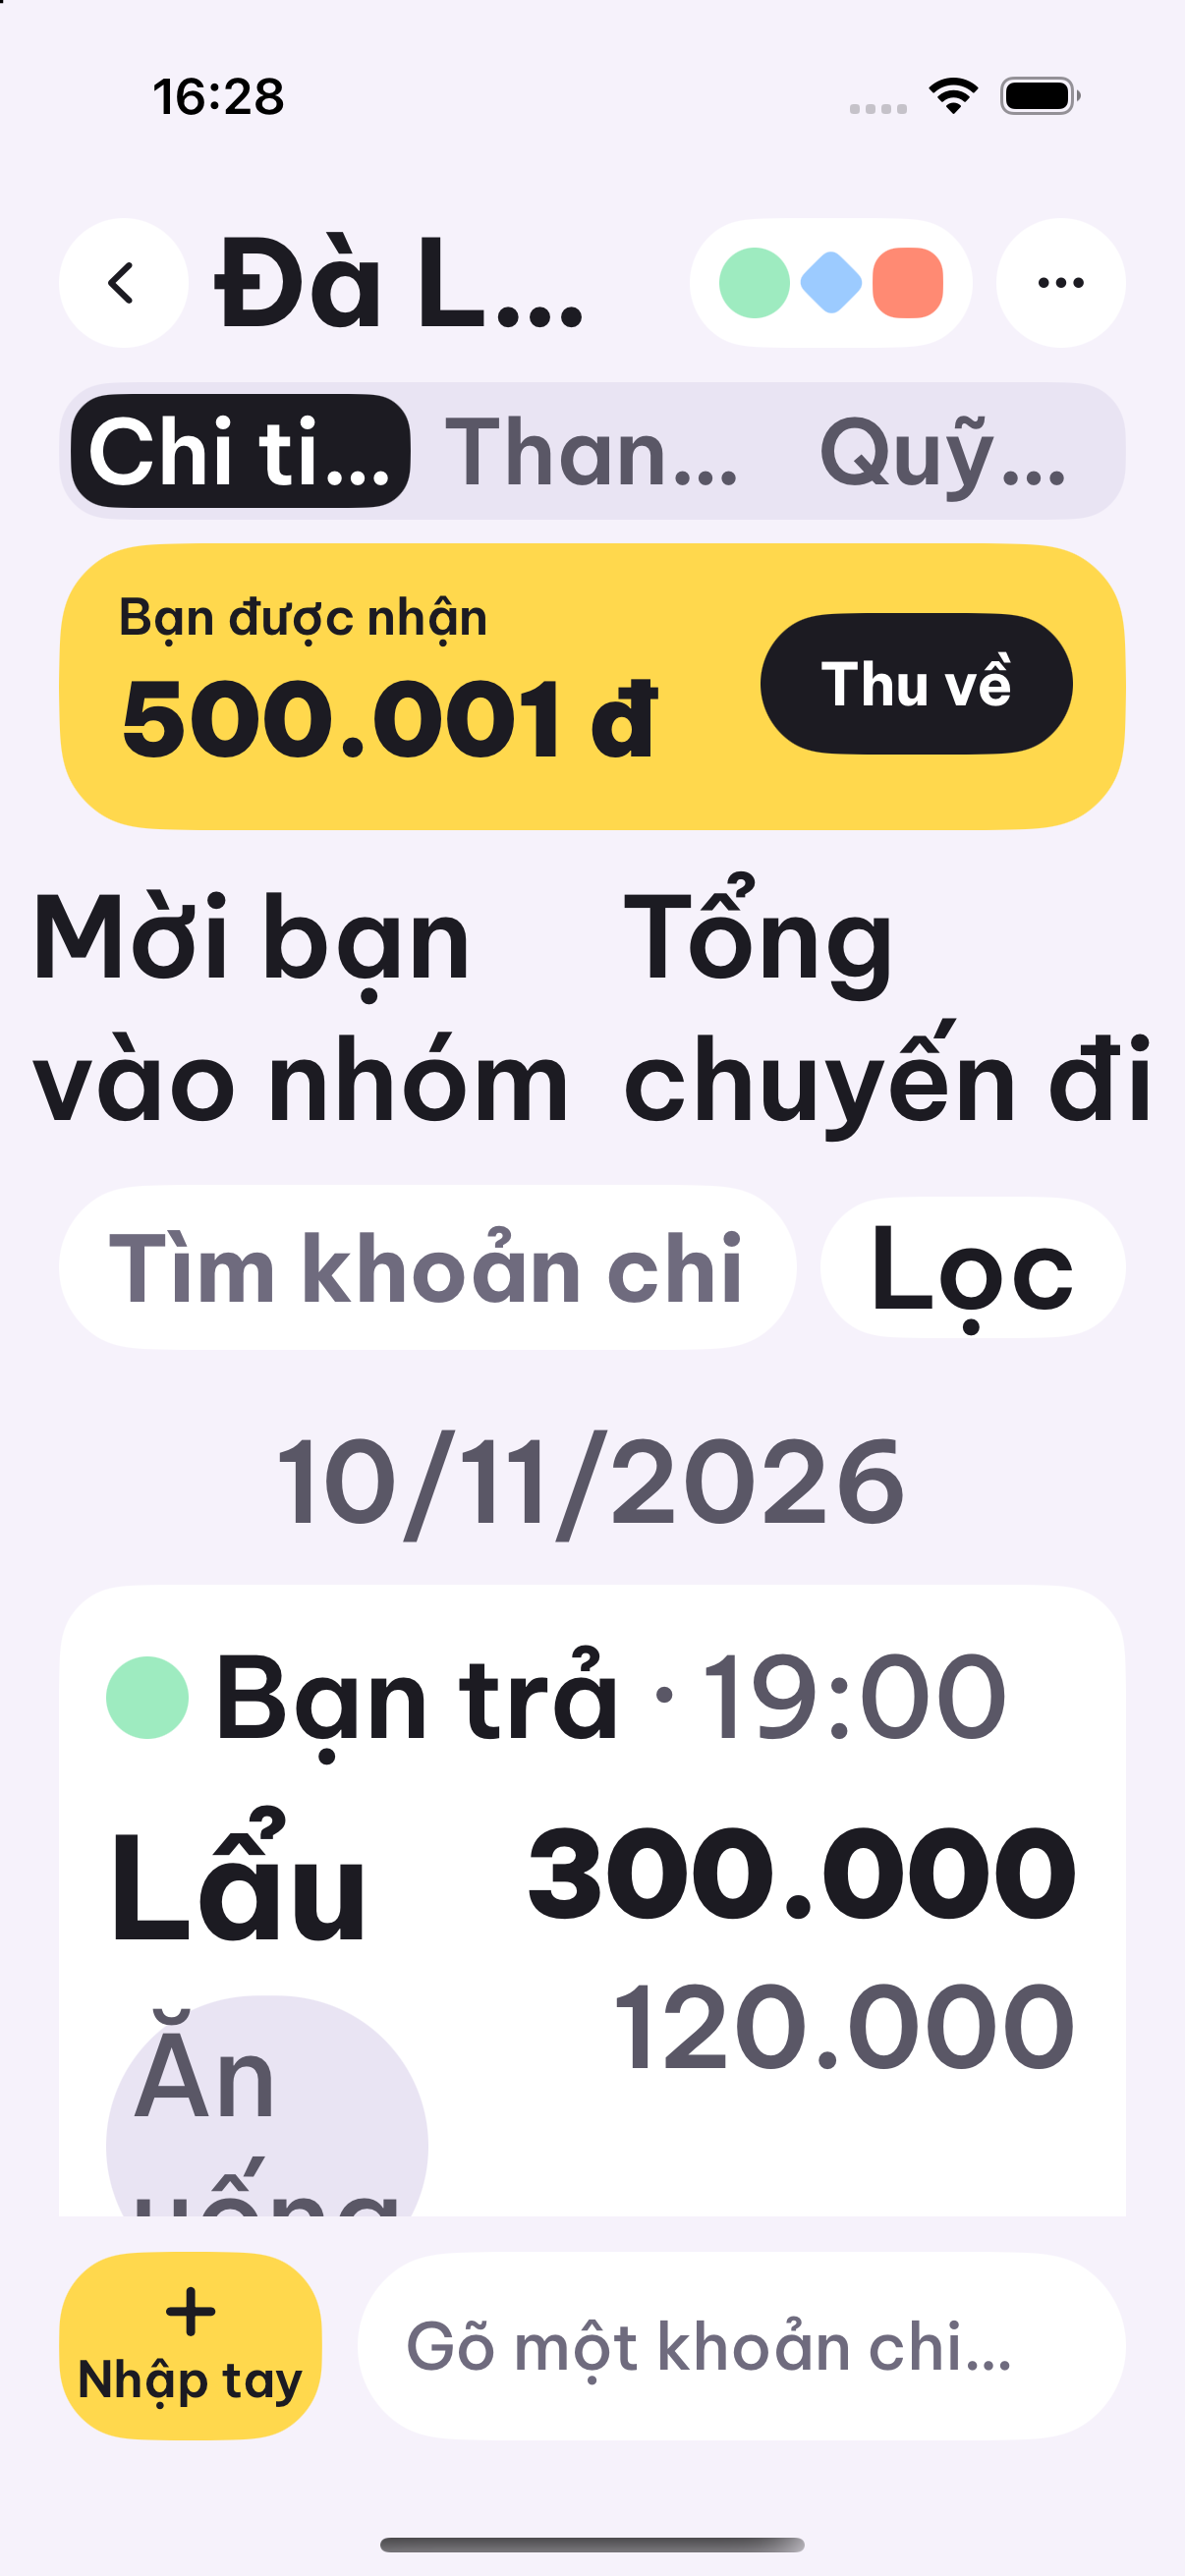 16:28
Đà L...
Chi ti... Than... Quỹ...
Bạn được nhận
500.001 đ
Thu về
Mời bạn vào nhóm
Tổng chuyến đi
Tìm khoản chi
Lọc
10/11/2026
Bạn trả · 19:00
Lẩu 300.000
120.000
Ăn
uống
Nhập tay
Gõ một khoản chi...